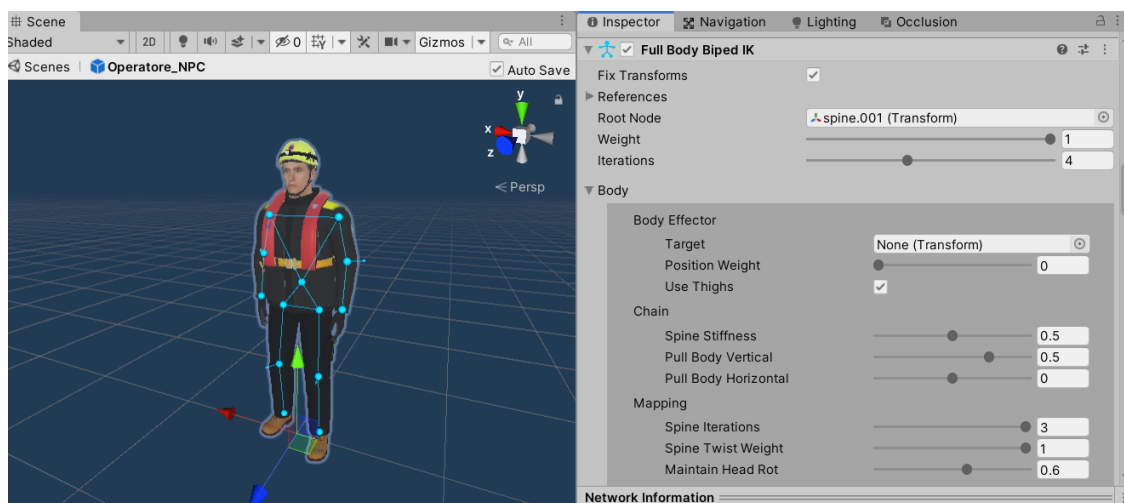 Scene
Shaded 2D 0 Gizmos All
Scenes Operatore_NPC Auto Save
y
x
z
Persp
Inspector Navigation Lighting Occlusion
Full Body Biped IK
Fix Transforms
References
Root Node spine.001 (Transform)
Weight 1
Iterations 4
Body
Body Effector
Target None (Transform)
Position Weight 0
Use Thighs
Chain
Spine Stiffness 0.5
Pull Body Vertical 0.5
Pull Body Horizontal 0
Mapping
Spine Iterations 3
Spine Twist Weight 1
Maintain Head Rot 0.6
Network Information